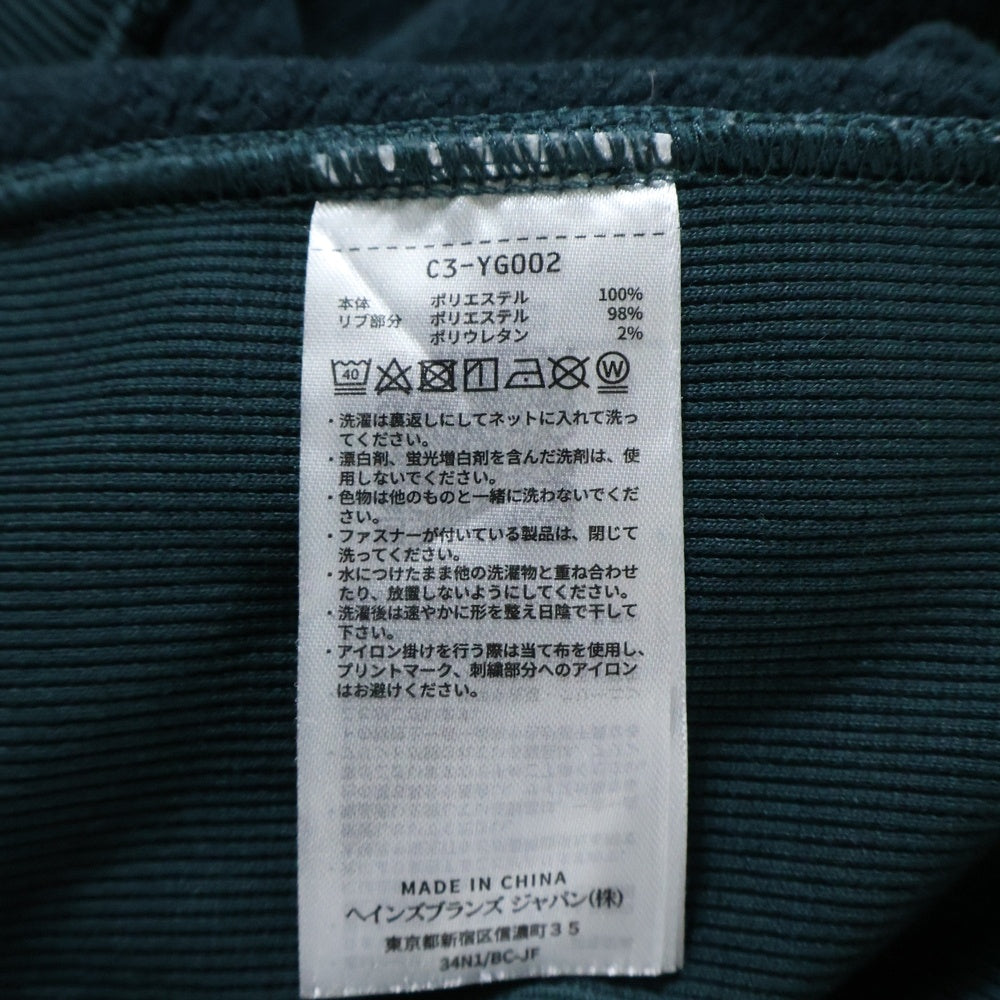 C3-YG002
本体 ポリエステル 100%
リブ部分 ポリエステル 98%
ポリウレタン 2%
40 W
・洗濯は裏返しにしてネットに入れて洗っ
てください。
・漂白剤、蛍光増白剤を含んだ洗剤は、使
用しないでください。
・色物は他のものと一緒に洗わないでくだ
さい。
・ファスナーが付いている製品は、閉じて
洗ってください。
・水につけたまま他の洗濯物と重ね合わせ
たり、放置しないようにしてください。
・洗濯後は速やかに形を整え日陰で干して
下さい。
・アイロン掛けを行う際は当て布を使用し、
プリントマーク、刺繍部分へのアイロン
はお避けください。
MADE IN CHINA
ヘインズブランズ ジャパン(株)
東京都新宿区信濃町35
34N1/BC-JF